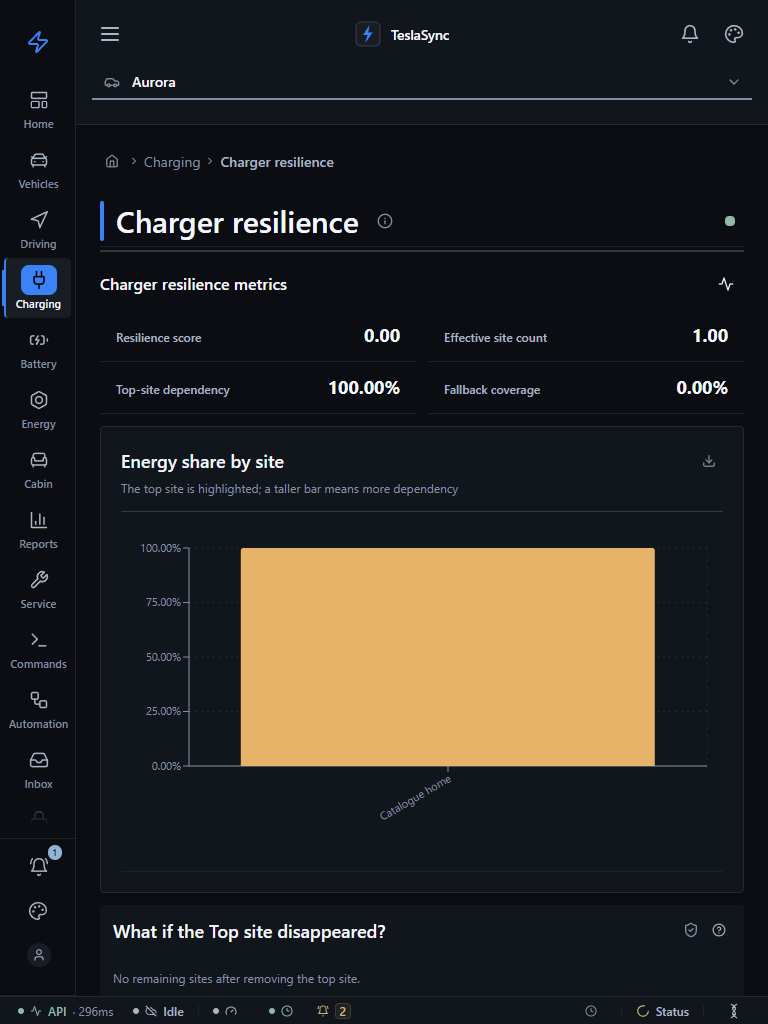 TeslaSync
Aurora
Home
Vehicles
Driving
Charging
Battery
Energy
Cabin
Reports
Service
Commands
Automation
Inbox
1
Charging
Charger resilience
Charger resilience
Charger resilience metrics
Resilience score
0.00
Effective site count
1.00
Top-site dependency
100.00%
Fallback coverage
0.00%
Energy share by site
The top site is highlighted; a taller bar means more dependency
100.00%
75.00%
50.00%
25.00%
0.00%
Catalogue home
What if the Top site disappeared?
No remaining sites after removing the top site.
API · 296ms
Idle
2
Status